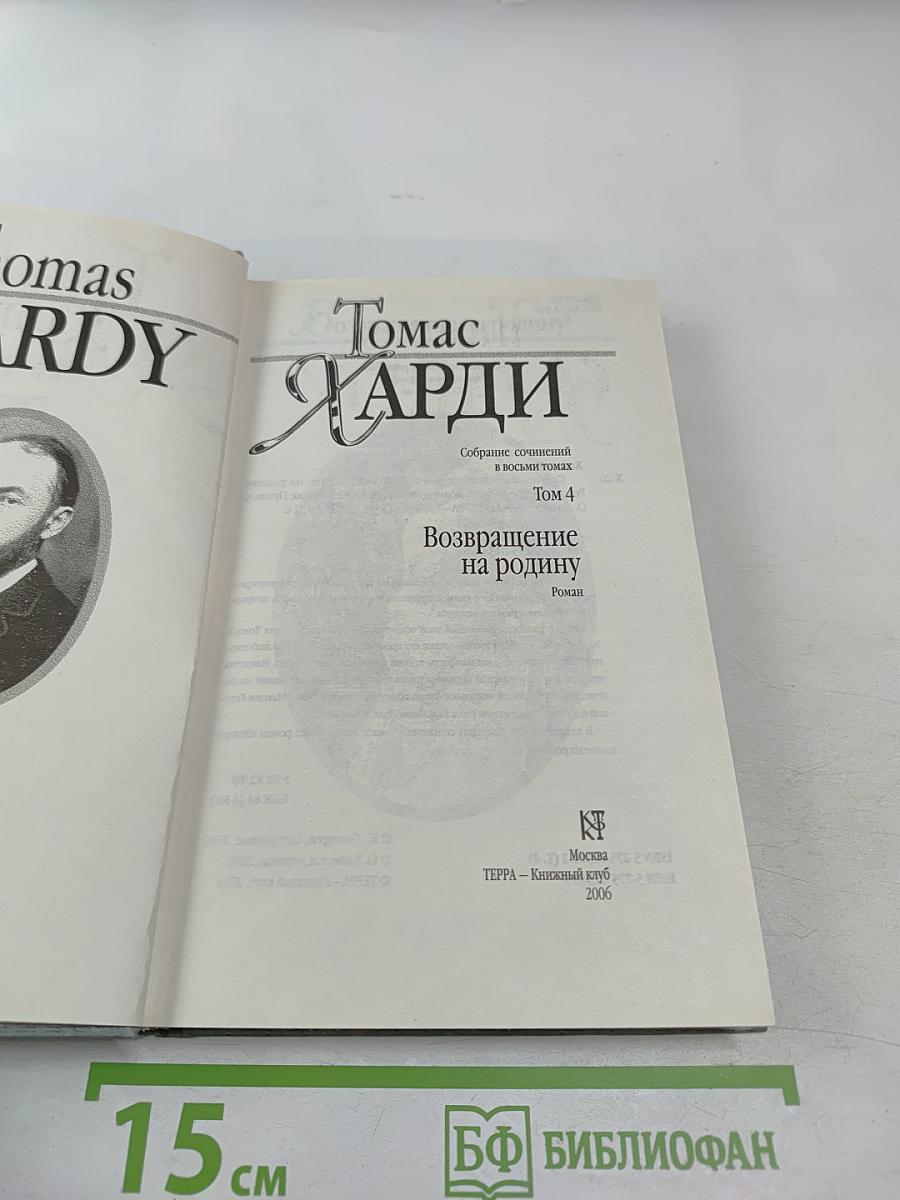 homas
ARDY
Томас
ХАРДИ
Собрание сочинений
в восьми томах
Том 4
Возвращение
на родину
Роман
Москва
ТЕРРА — Книжный клуб
2006
15 см
БФ БИБЛИОФАН